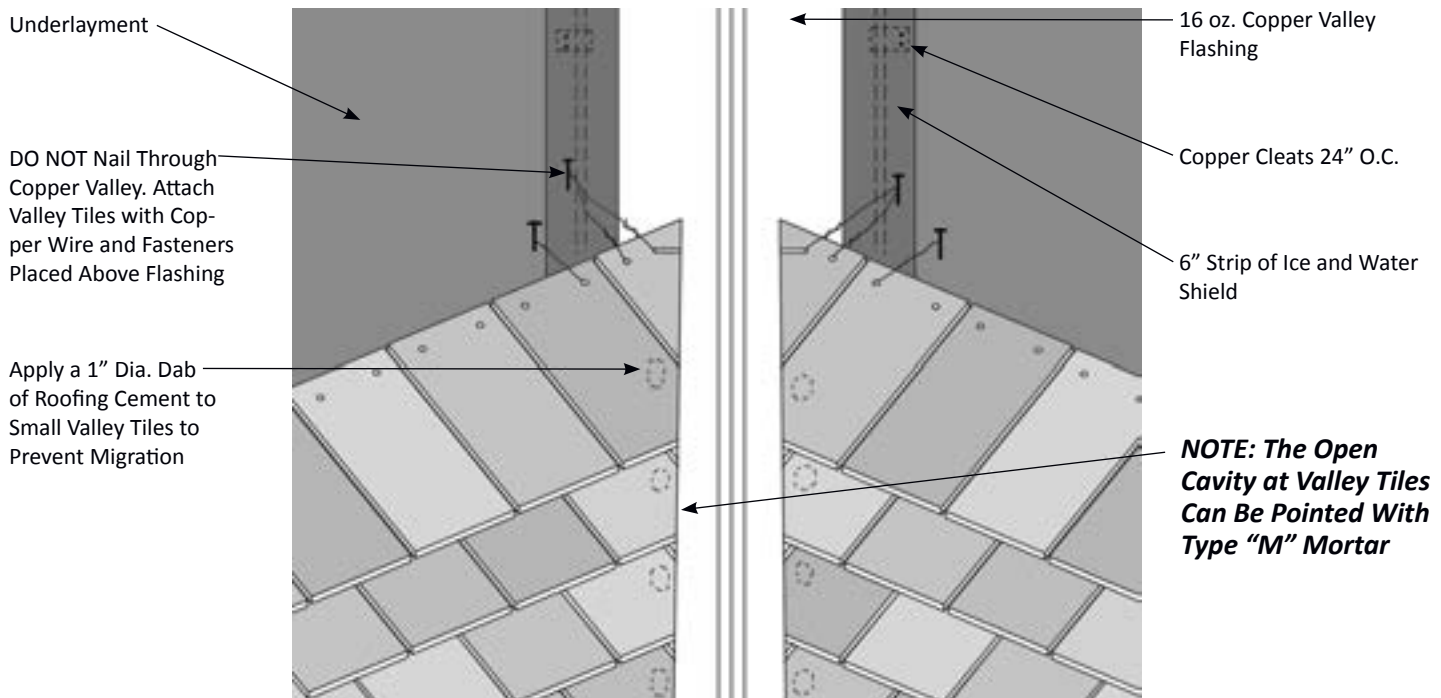 Underlayment
DO NOT Nail Through
Copper Valley. Attach
Valley Tiles with Cop-
per Wire and Fasteners
Placed Above Flashing
Apply a 1” Dia. Dab
of Roofing Cement to
Small Valley Tiles to
Prevent Migration
16 oz. Copper Valley
Flashing
Copper Cleats 24” O.C.
6” Strip of Ice and Water
Shield
NOTE: The Open
Cavity at Valley Tiles
Can Be Pointed With
Type “M” Mortar